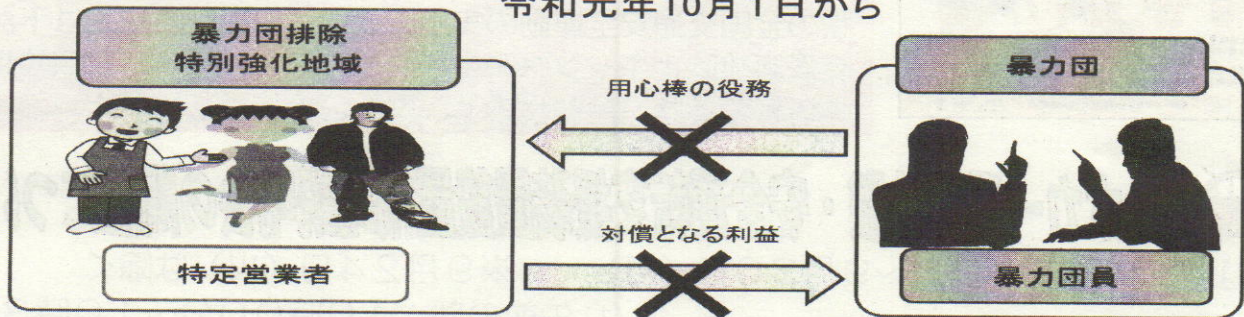 令和元年10月1日から
暴力団排除
特別強化地域
用心棒の役務
対償となる利益
特定営業者
暴力団
暴力団員